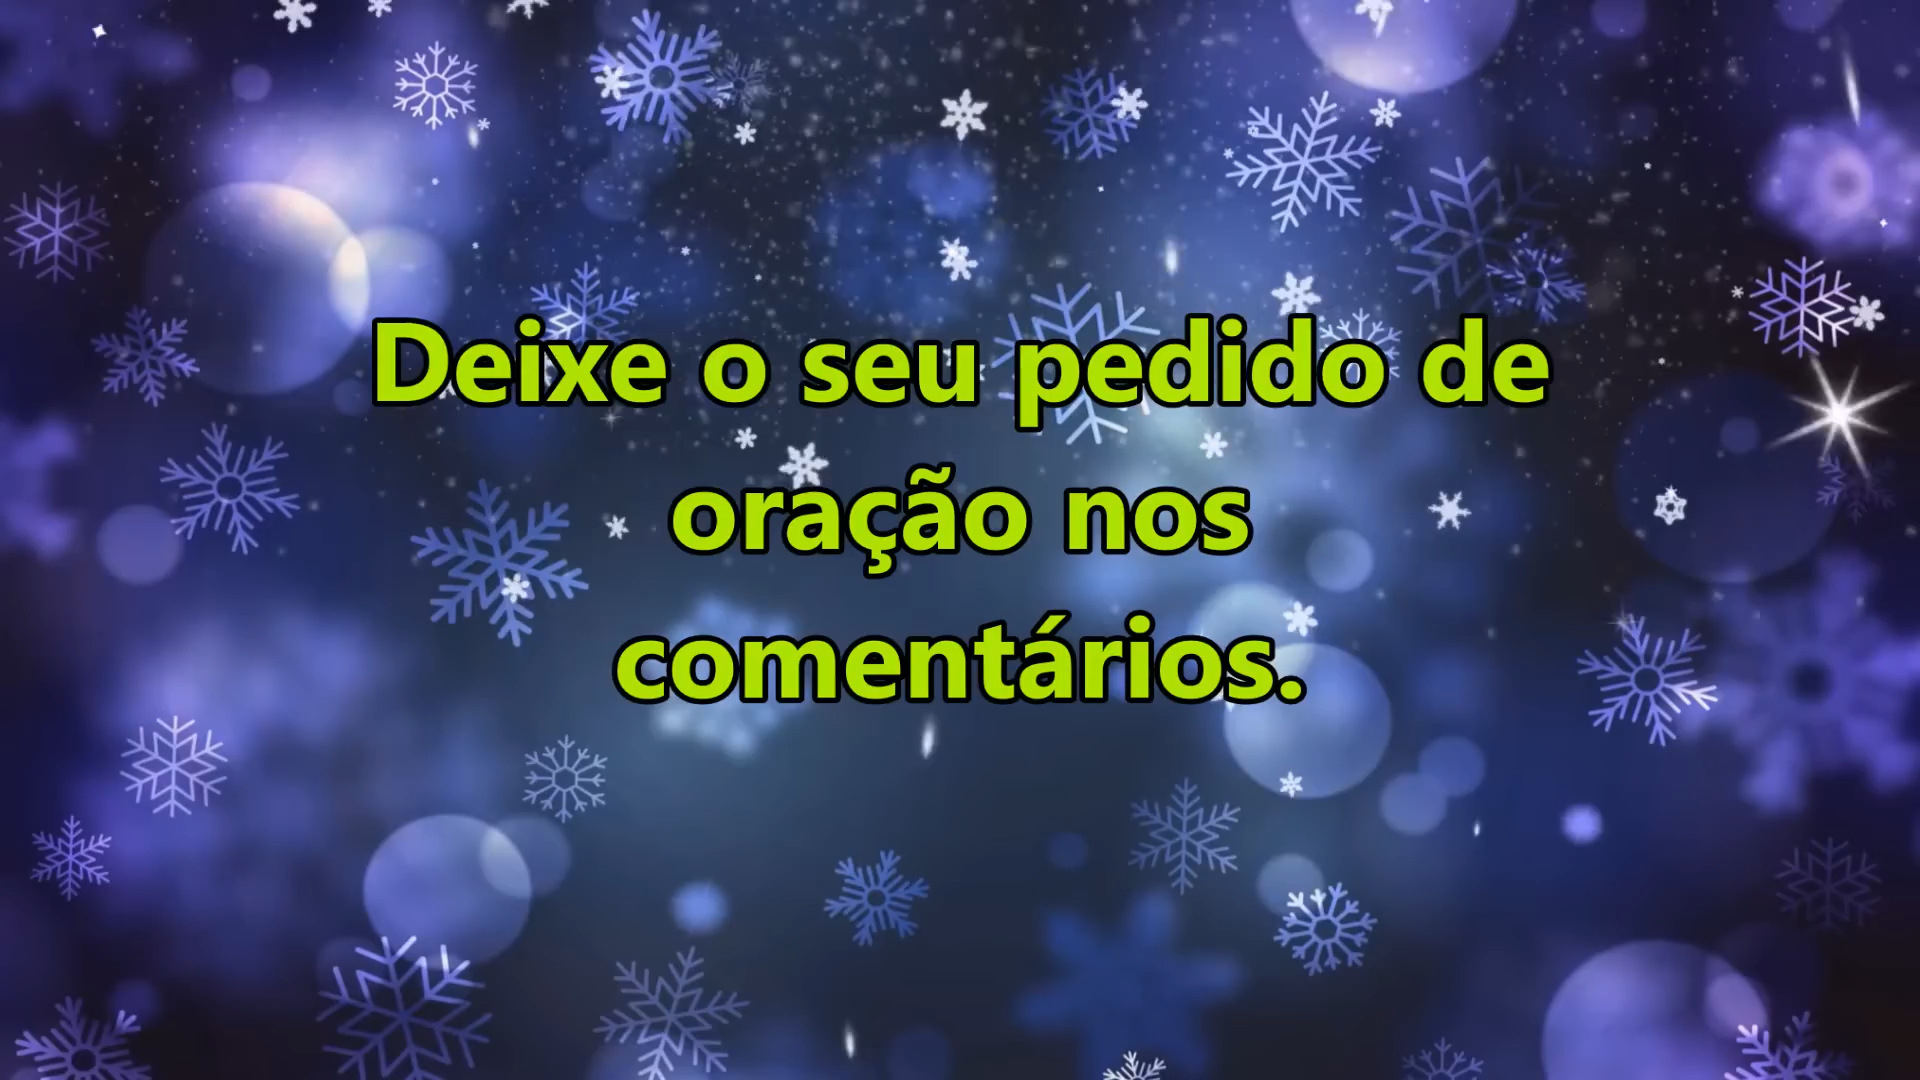 Deixe o seu pedido de
oração nos
comentários.